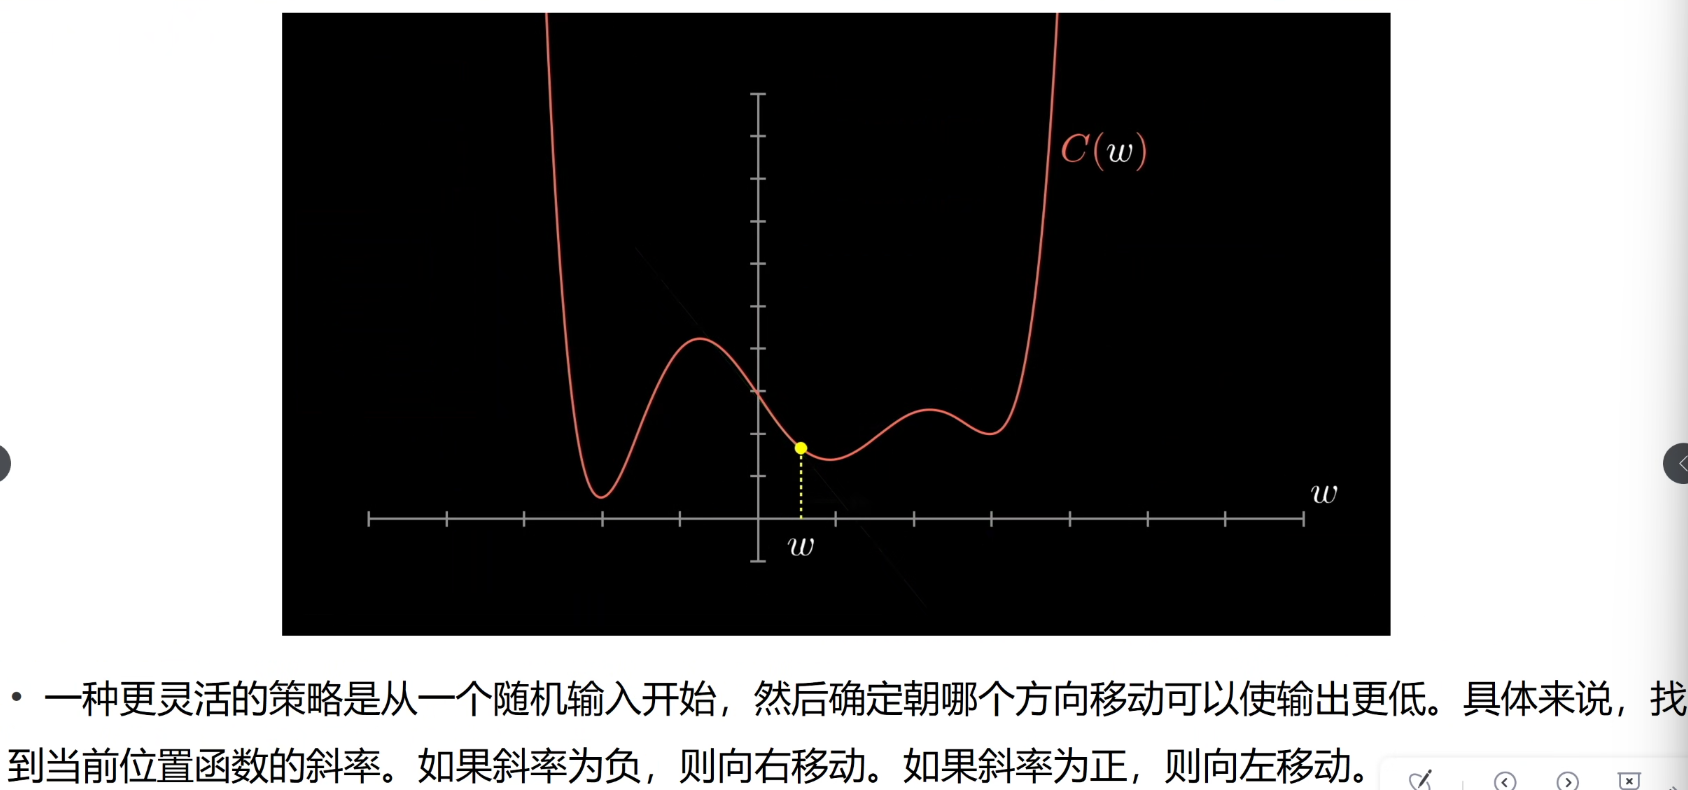 C(w)
w
w
• 一种更灵活的策略是从一个随机输入开始，然后确定朝哪个方向移动可以使输出更低。具体来说，找
到当前位置函数的斜率。如果斜率为负，则向右移动。如果斜率为正，则向左移动。